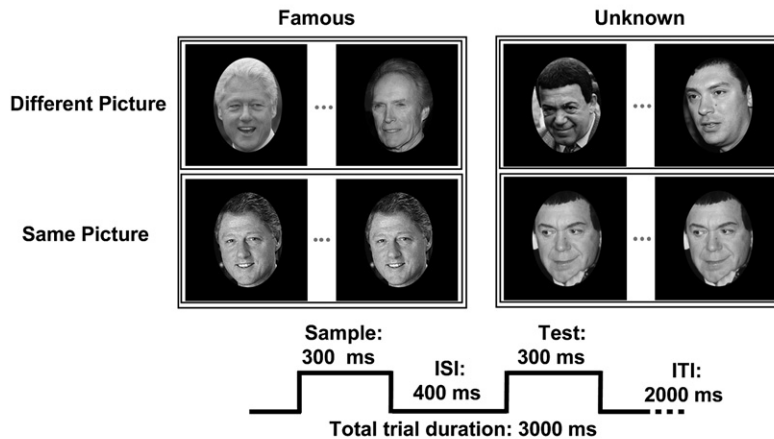 Famous
Unknown
Different Picture
...
...
Same Picture
...
...
Sample:
300 ms
ISI:
400 ms
Test:
300 ms
ITI:
2000 ms
Total trial duration: 3000 ms